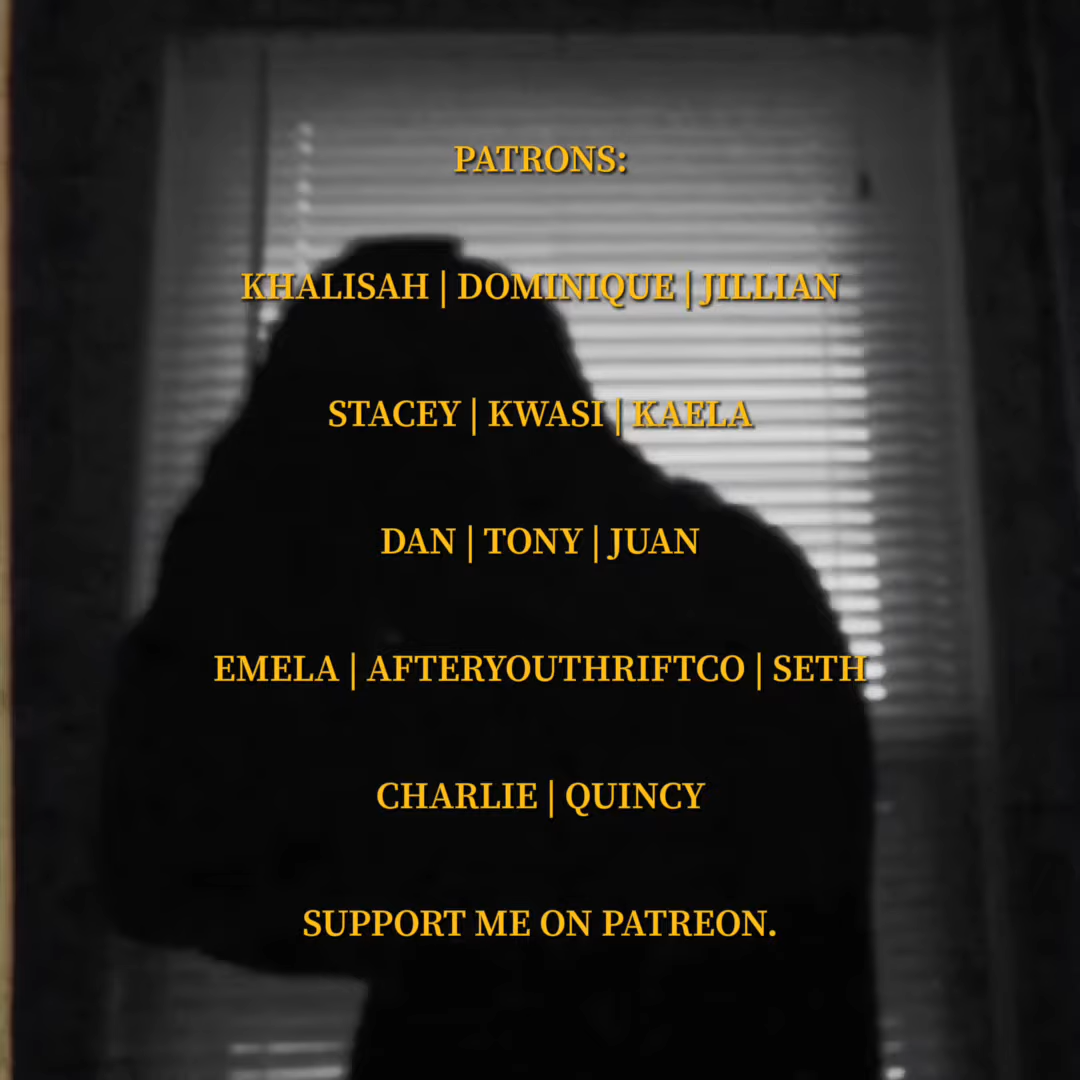 PATRONS:
KHALISAH | DOMINIQUE | JILLIAN
STACEY | KWASI | KAELA
DAN | TONY | JUAN
EMELA | AFTERYOUTHRIFTCO | SETH
CHARLIE | QUINCY
SUPPORT ME ON PATREON.